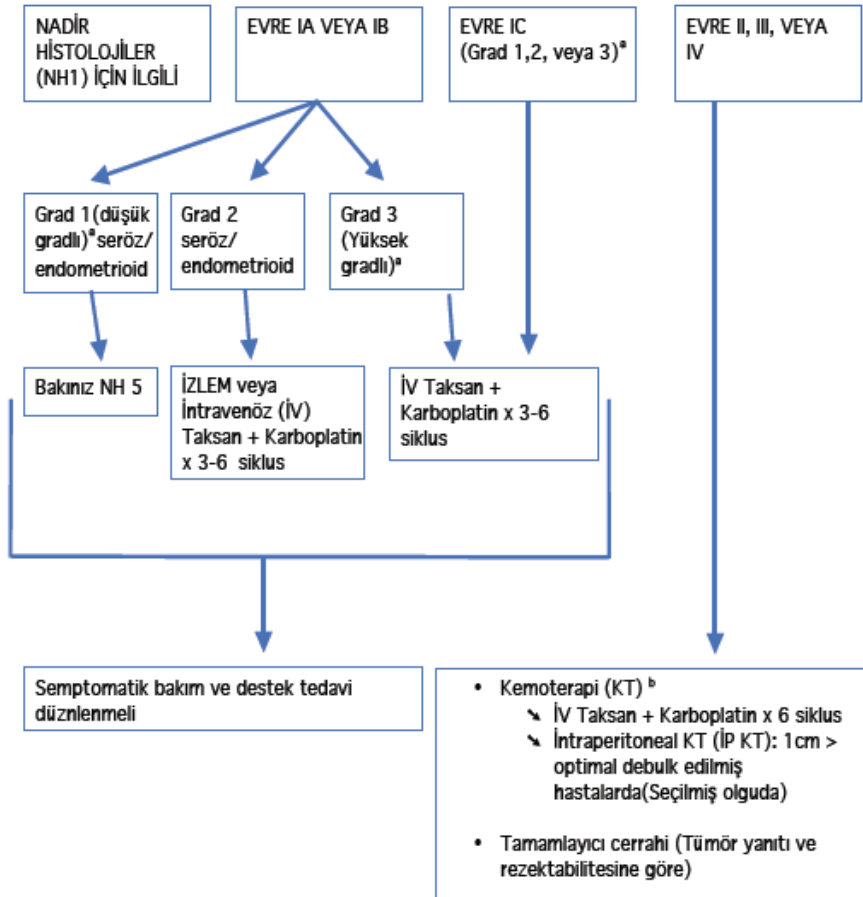 NADİR
HİSTOLOJİLER
(NH1) İÇİN İLGİLİ
EVRE IA VEYA IB
EVRE IC
(Grad 1,2, veya 3)ª
EVRE II, III, VEYA
IV
Grad 1(düşük
gradlı)ªseröz/
endometrioid
Grad 2
seröz/
endometrioid
Grad 3
(Yüksek
gradlı)ª
Bakınız NH 5
İZLEM veya
İntravenöz (İV)
Taksan + Karboplatin
x 3-6 siklus
İV Taksan +
Karboplatin x 3-6
siklus
Semptomatik bakım ve destek tedavi
düznlenmeli
• Kemoterapi (KT) ᵇ
➘ İV Taksan + Karboplatin x 6 siklus
➘ İntraperitoneal KT (İP KT): 1cm >
optimal debulk edilmiş
hastalarda(Seçilmiş olguda)
• Tamamlayıcı cerrahi (Tümör yanıtı ve
rezektabilitesine göre)